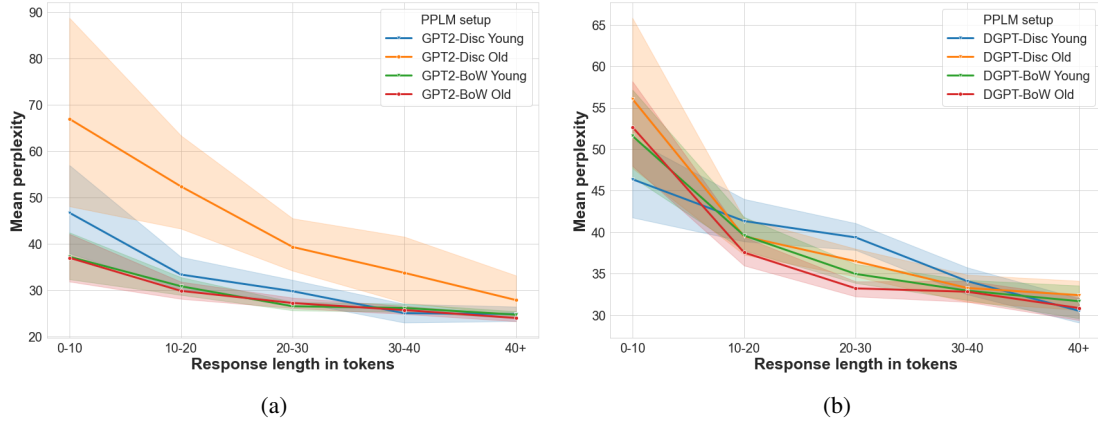 90
80
70
60
50
40
30
20
Mean perplexity
PPLM setup
GPT2-Disc Young
GPT2-Disc Old
GPT2-BoW Young
GPT2-BoW Old
0-10 10-20 20-30 30-40 40+
Response length in tokens
(a)
65
60
55
50
45
40
35
30
Mean perplexity
PPLM setup
DGPT-Disc Young
DGPT-Disc Old
DGPT-BoW Young
DGPT-BoW Old
0-10 10-20 20-30 30-40 40+
Response length in tokens
(b)